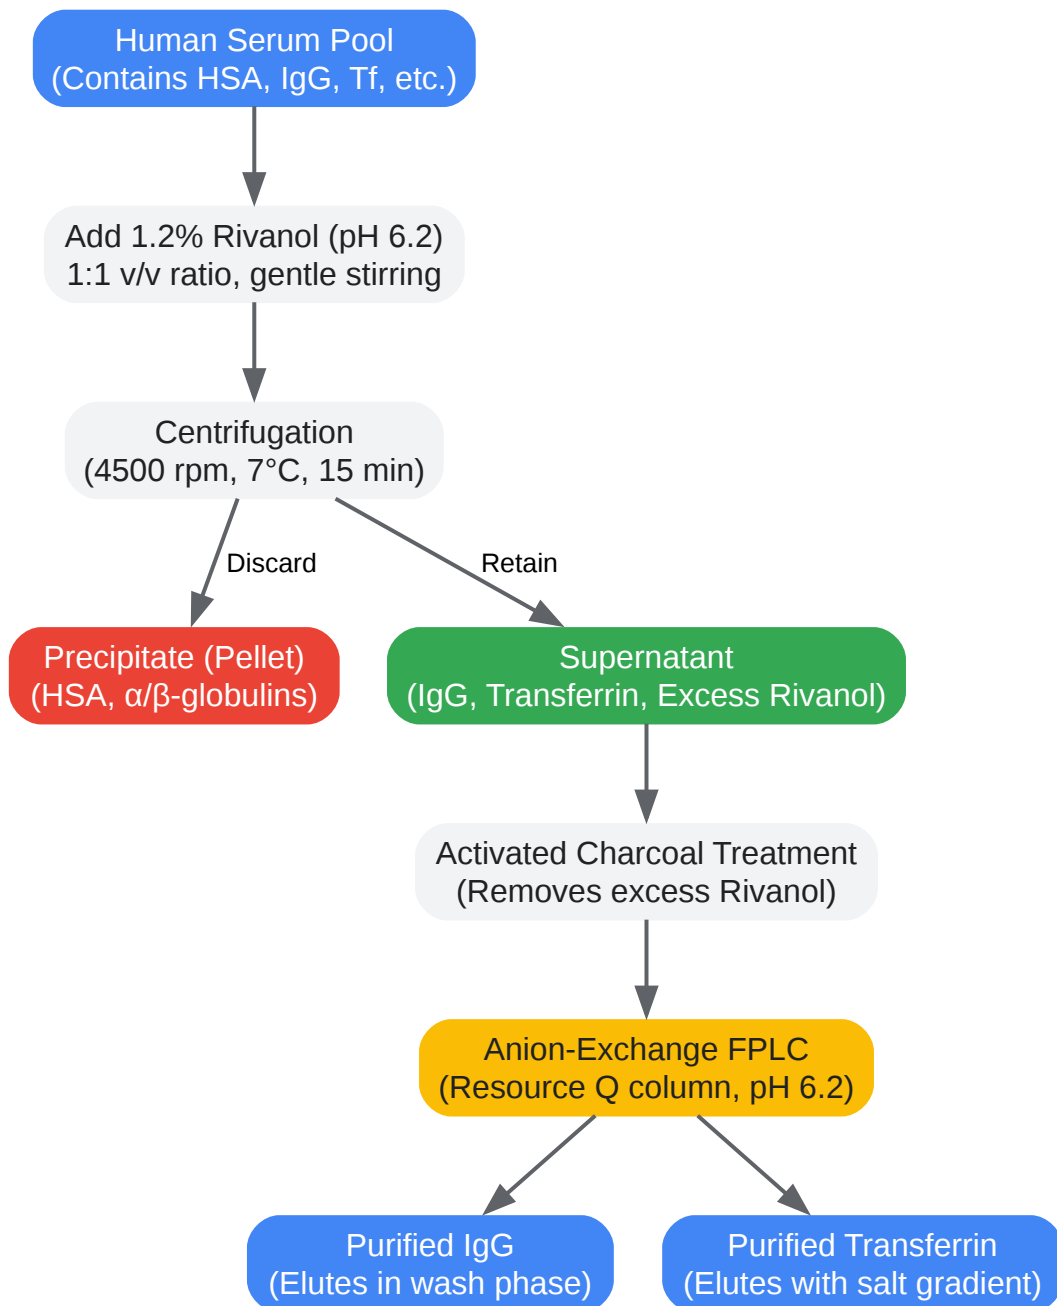 Human Serum Pool
(Contains HSA, IgG, Tf, etc.)
Add 1.2% Rivanol (pH 6.2)
1:1 v/v ratio, gentle stirring
Centrifugation
(4500 rpm, 7°C, 15 min)
Discard
Retain
Precipitate (Pellet)
(HSA, α/β-globulins)
Supernatant
(IgG, Transferrin, Excess Rivanol)
Activated Charcoal Treatment
(Removes excess Rivanol)
Anion-Exchange FPLC
(Resource Q column, pH 6.2)
Purified IgG
(Elutes in wash phase)
Purified Transferrin
(Elutes with salt gradient)